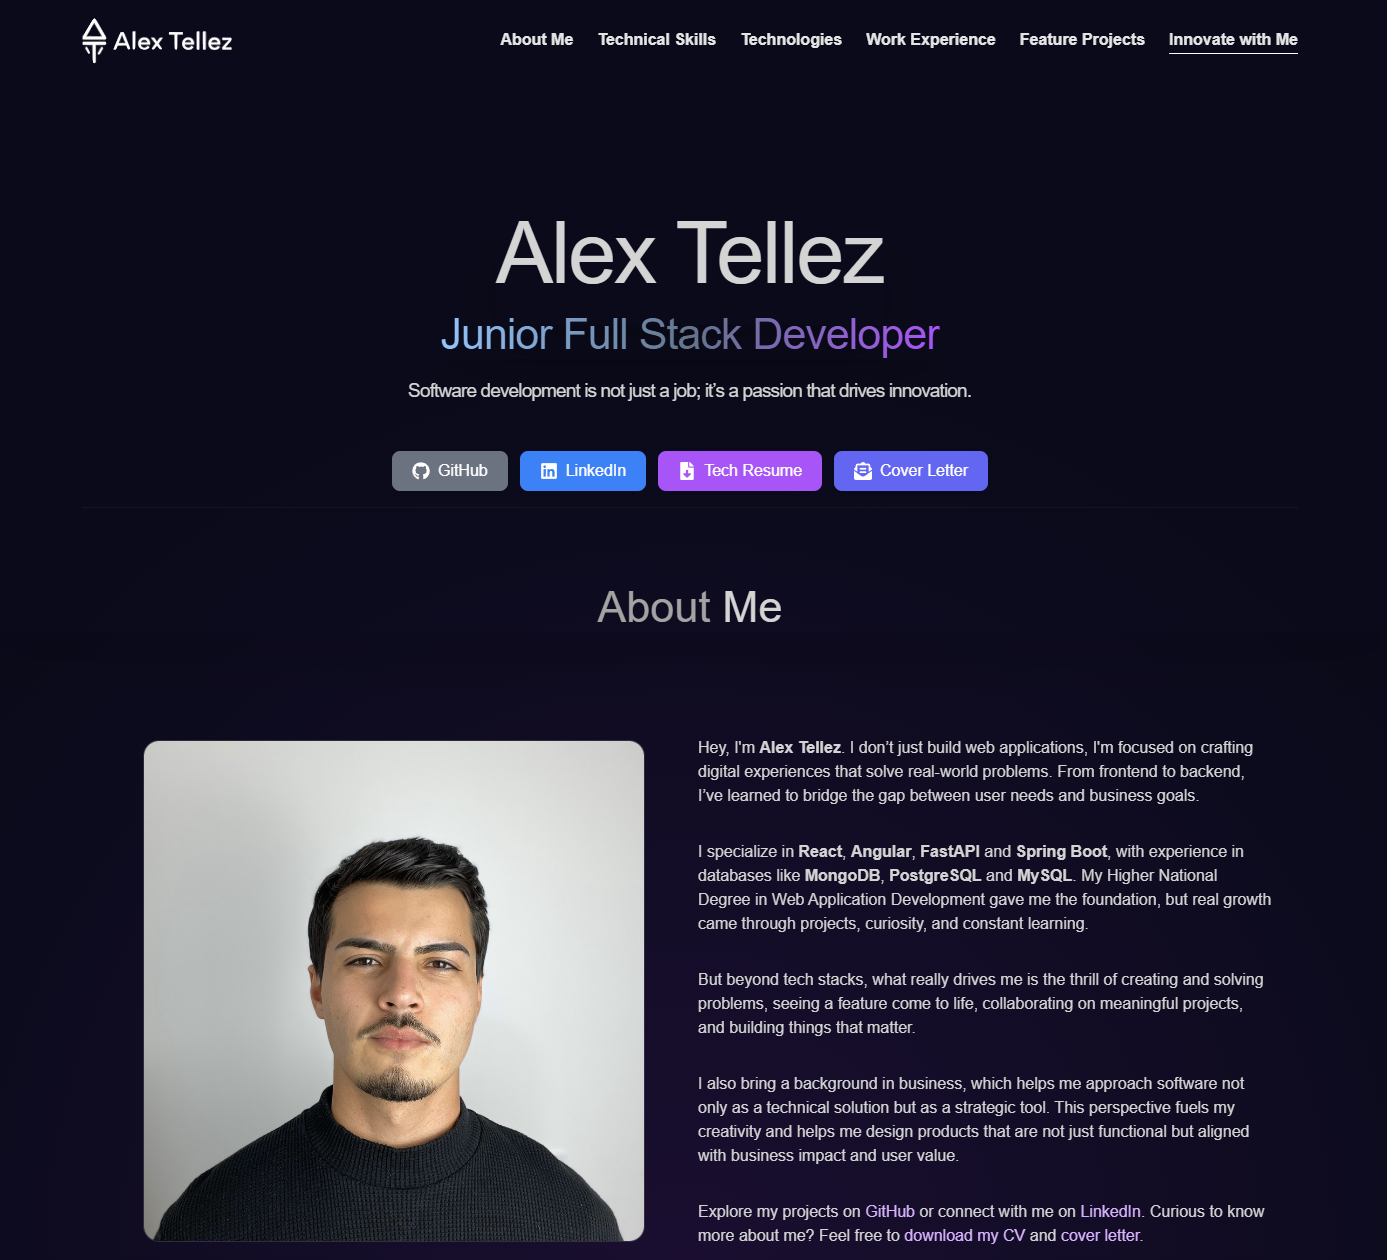 Alex Tellez
About Me
Technical Skills
Technologies
Work Experience
Feature Projects
Innovate with Me
Alex Tellez
Junior Full Stack Developer
Software development is not just a job; it’s a passion that drives innovation.
GitHub
LinkedIn
Tech Resume
Cover Letter
About Me
Hey, I'm Alex Tellez. I don’t just build web applications, I'm focused on crafting
digital experiences that solve real-world problems. From frontend to backend,
I’ve learned to bridge the gap between user needs and business goals.
I specialize in React, Angular, FastAPI and Spring Boot, with experience in
databases like MongoDB, PostgreSQL and MySQL. My Higher National
Degree in Web Application Development gave me the foundation, but real growth
came through projects, curiosity, and constant learning.
But beyond tech stacks, what really drives me is the thrill of creating and solving
problems, seeing a feature come to life, collaborating on meaningful projects,
and building things that matter.
I also bring a background in business, which helps me approach software not
only as a technical solution but as a strategic tool. This perspective fuels my
creativity and helps me design products that are not just functional but aligned
with business impact and user value.
Explore my projects on GitHub or connect with me on LinkedIn. Curious to know
more about me? Feel free to download my CV and cover letter.